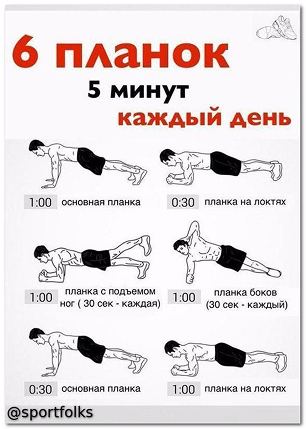 6 планок
5 минут
каждый день
1:00 основная планка
0:30 планка на локтях
1:00 планка с подъемом
ног ( 30 сек - каждая)
1:00 планка боков
(30 сек - каждый)
0:30 основная планка
1:00 планка на локтях
@sportfolks